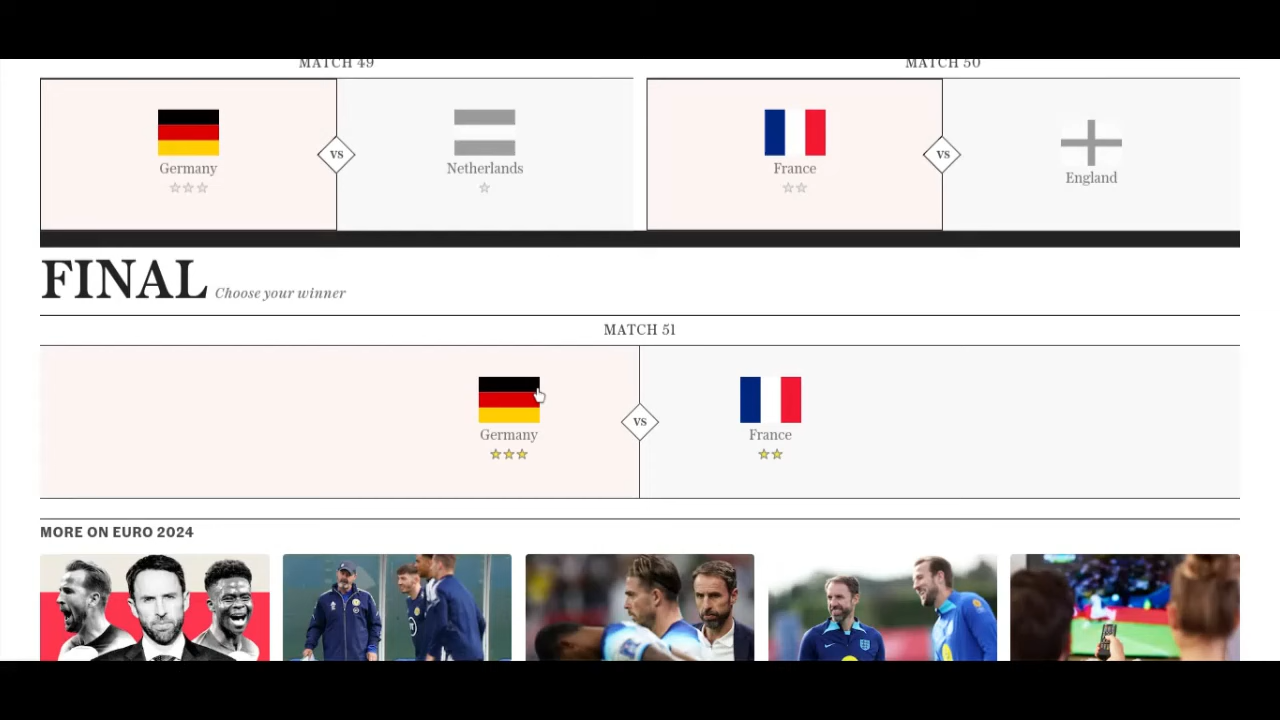 MATCH 49
MATCH 50
Germany
VS
Netherlands
France
VS
England
FINAL Choose your winner
MATCH 51
Germany
VS
France
MORE ON EURO 2024